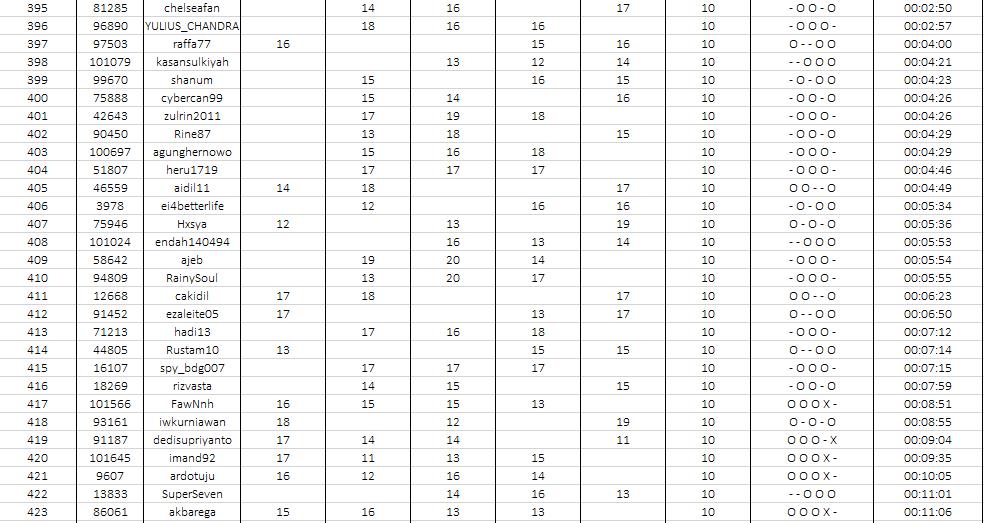 395 81285 chelseafan 14 16 17 10 - O O - O 00:02:50
396 96890 YULIUS_CHANDRA 18 16 16 10 - O O O - 00:02:57
397 97503 raffa77 16 15 16 10 O - - O O 00:04:00
398 101079 kasansulkiyah 13 12 14 10 - - O O O 00:04:21
399 99670 shanum 15 16 15 10 - O - O O 00:04:23
400 75888 cybercan99 15 14 16 10 - O O - O 00:04:26
401 42643 zulrin2011 17 19 18 10 - O O O - 00:04:26
402 90450 Rine87 13 18 15 10 - O O - O 00:04:29
403 100697 agunghernowo 15 16 18 10 - O O O - 00:04:29
404 51807 heru1719 17 17 17 10 - O O O - 00:04:46
405 46559 aidil11 14 18 17 10 O O - - O 00:04:49
406 3978 ei4betterlife 12 16 16 10 - O - O O 00:05:34
407 75946 Hxsya 12 13 19 10 O - O - O 00:05:36
408 101024 endah140494 16 13 14 10 - - O O O 00:05:53
409 58642 ajeb 19 20 14 10 - O O O - 00:05:54
410 94809 RainySoul 13 20 17 10 - O O O - 00:05:55
411 12668 cakidil 17 18 17 10 O O - - O 00:06:23
412 91452 ezaleite05 17 13 17 10 O - - O O 00:06:50
413 71213 hadi13 17 16 18 10 - O O O - 00:07:12
414 44805 Rustam10 13 15 15 10 O - - O O 00:07:14
415 16107 spy_bdg007 17 17 17 10 - O O O - 00:07:15
416 18269 rizvasta 14 15 15 10 - O O - O 00:07:59
417 101566 FawNnh 16 15 15 13 10 O O O X - 00:08:51
418 93161 iwkurniawan 18 12 19 10 O - O - O 00:08:55
419 91187 dedisupriyanto 17 14 14 11 10 O O O - X 00:09:04
420 101645 imand92 17 11 13 15 10 O O O X - 00:09:35
421 9607 ardotuju 16 12 16 14 10 O O O X - 00:10:05
422 13833 SuperSeven 14 16 13 10 - - O O O 00:11:01
423 86061 akbarega 15 16 13 13 10 O O O X - 00:11:06